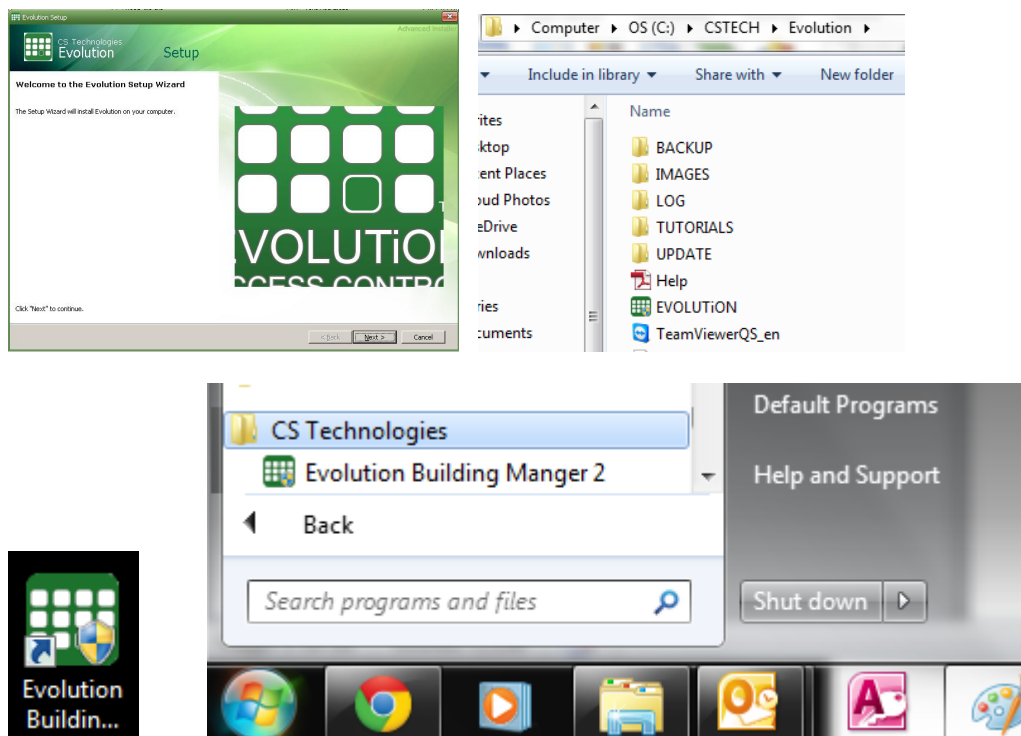 Evolution Setup
Advanced Install
CS Technologies
Evolution
Setup
Welcome to the Evolution Setup Wizard
The Setup Wizard will install Evolution on your computer.
VOLUTiO
CCESS CONTRO
Click "Next" to continue.
< Back
Next >
Cancel
Computer
OS (C:)
CSTECH
Evolution
Include in library
Share with
New folder
rites
sktop
cent Places
oud Photos
eDrive
wnloads
ries
cuments
Name
BACKUP
IMAGES
LOG
TUTORIALS
UPDATE
Help
EVOLUTiON
TeamViewerQS_en
Evolution
Buildin...
CS Technologies
Evolution Building Manger 2
Back
Search programs and files
Default Programs
Help and Support
Shut down